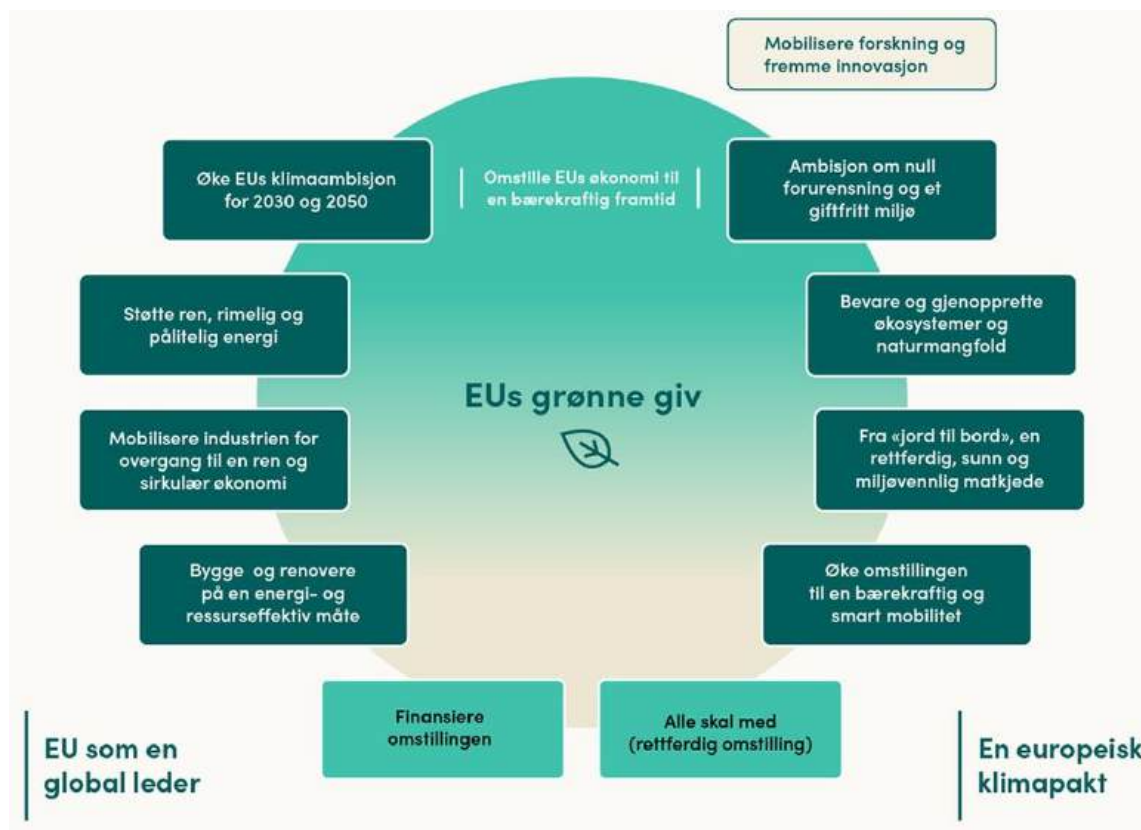 Mobilisere forskning og
fremme innovasjon
Øke EUs klimaambisjon
for 2030 og 2050
Omstille EUs økonomi til
en bærekraftig framtid
Ambisjon om null
forurensning og et
giftfritt miljø
Støtte ren, rimelig og
pålitelig energi
Bevare og gjenopprette
økosystemer og
naturmangfold
EUs grønne giv
Mobilisere industrien for
overgang til en ren og
sirkulær økonomi
Fra «jord til bord», en
rettferdig, sunn og
miljøvennlig matkjede
Bygge og renovere
på en energi- og
ressurseffektiv måte
Øke omstillingen
til en bærekraftig og
smart mobilitet
Finansiere
omstillingen
Alle skal med
(rettferdig omstilling)
EU som en
global leder
En europeisk
klimapakt